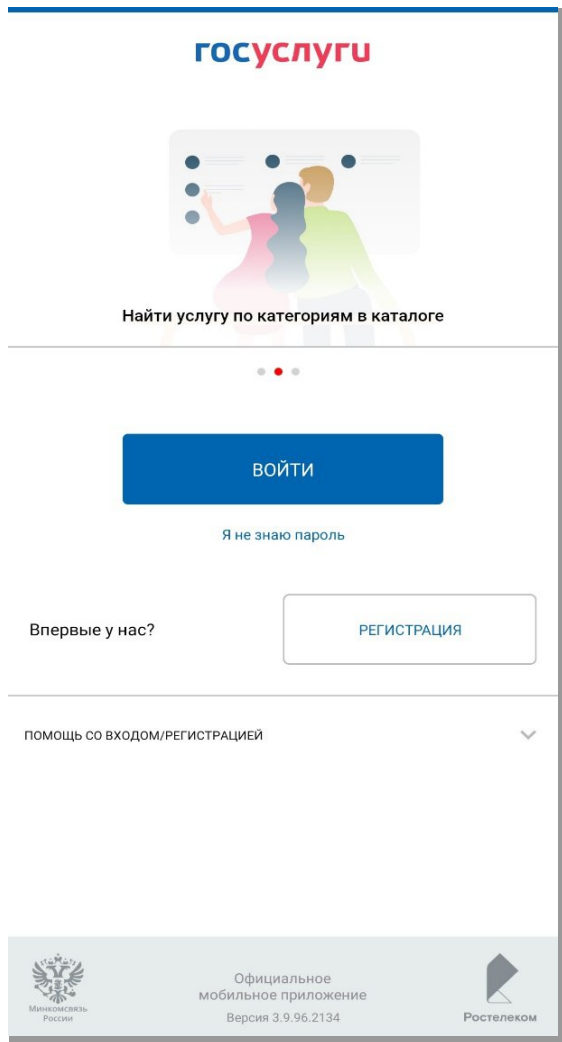 госуслуги
Найти услугу по категориям в каталоге
ВОЙТИ
Я не знаю пароль
Впервые у нас?
РЕГИСТРАЦИЯ
ПОМОЩЬ СО ВХОДОМ/РЕГИСТРАЦИЕЙ
Минкомсвязь
России
Официальное
мобильное приложение
Версия 3.9.96.2134
Ростелеком